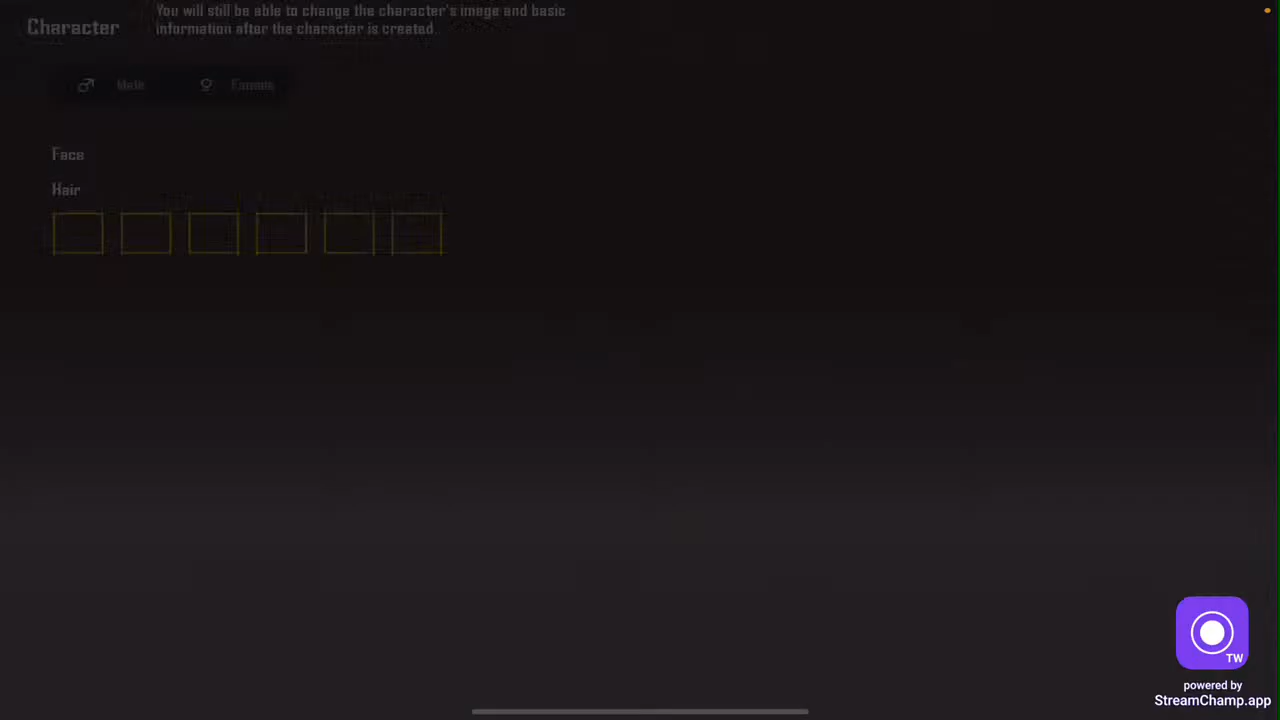 You will still be able to change the character's image and basic
Character
information after the character is created.
Male
Female
Face
Hair
TW
powered by
StreamChamp.app